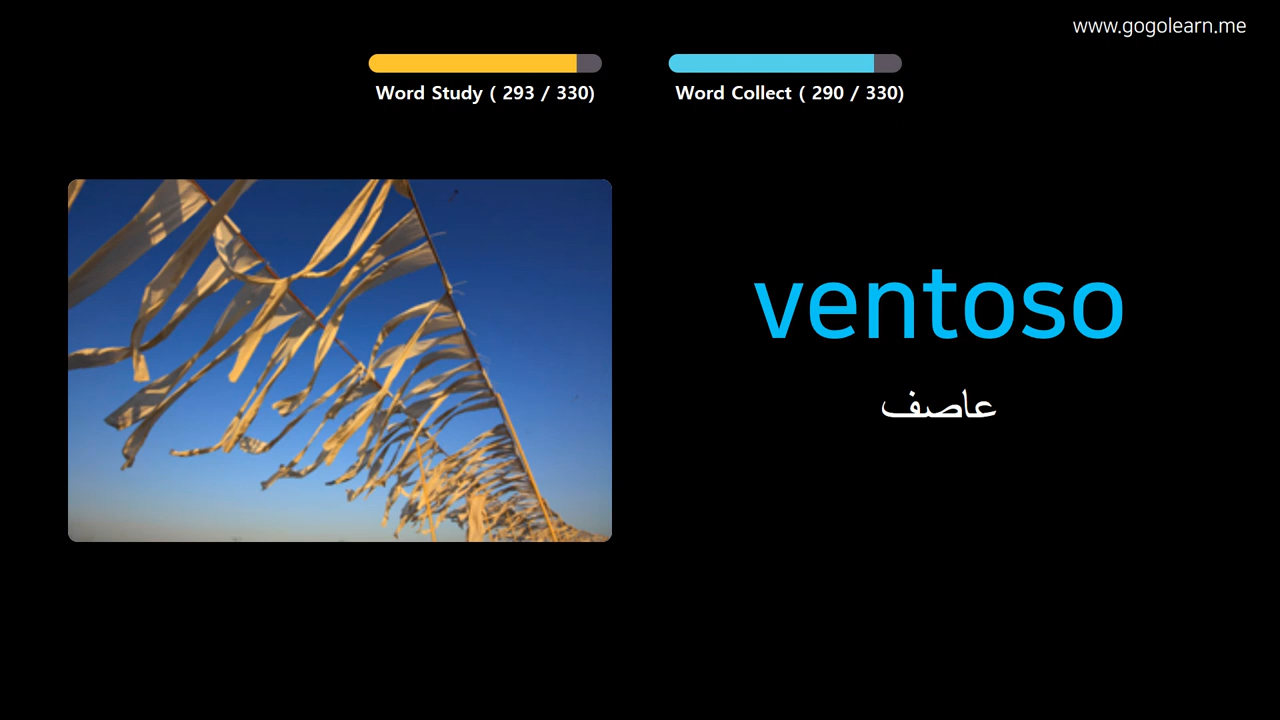 www.gogolearn.me
Word Study ( 293 / 330)
Word Collect ( 290 / 330)
ventoso
عاصف